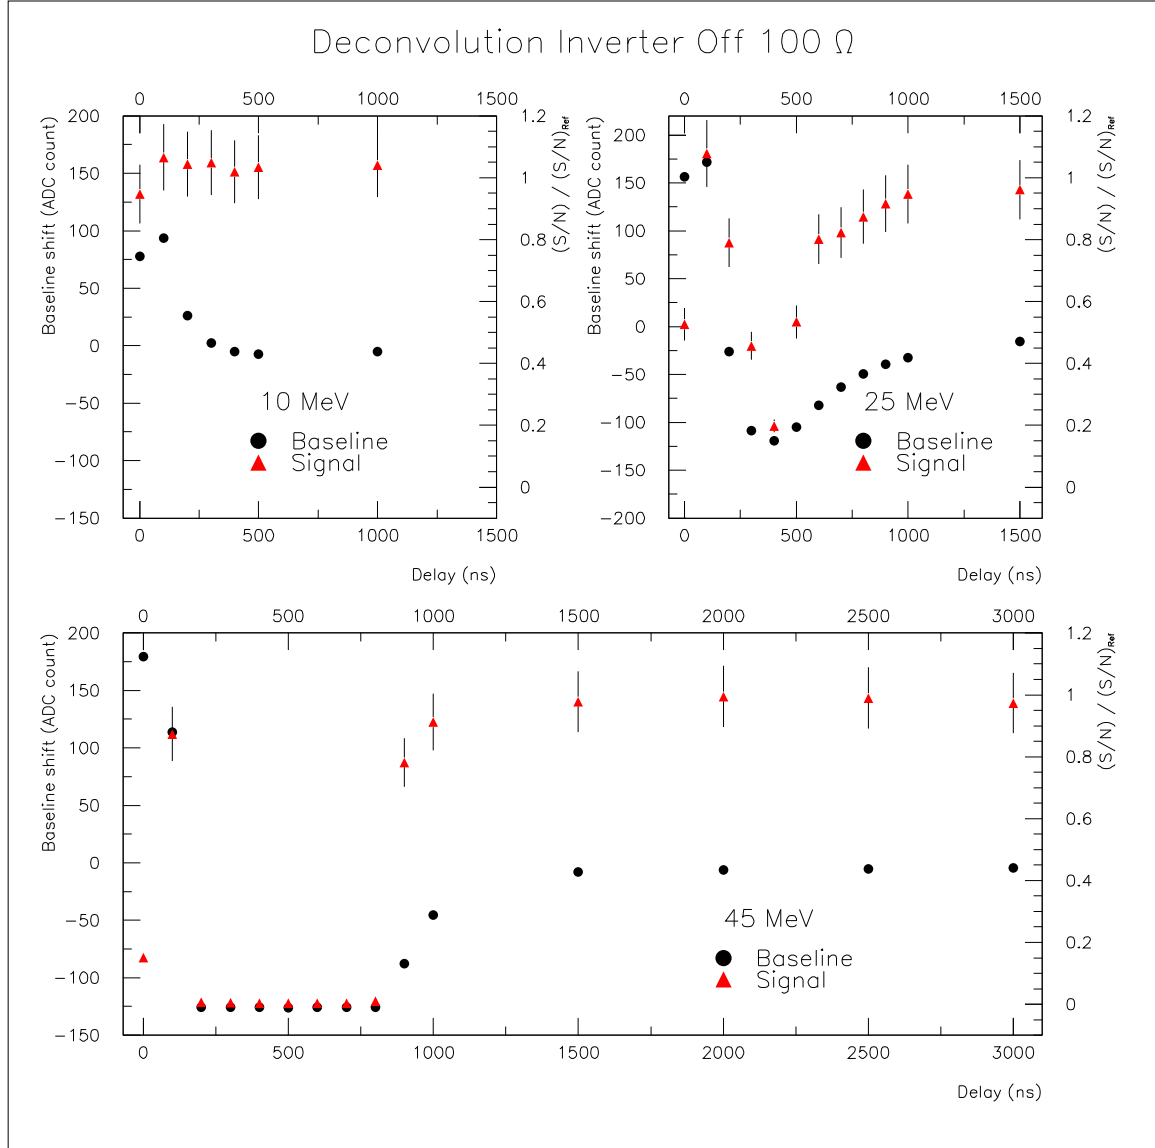 Deconvolution Inverter Off 100 Ω
0 500 1000 1500
Baseline shift (ADC count)
200
150
100
50
0
−50
−100
−150
1.2
1
0.8
0.6
0.4
0.2
0
(S/N) / (S/N)Ref
10 MeV
Baseline
Signal
0 500 1000 1500
Delay (ns)
0 500 1000 1500
Baseline shift (ADC count)
200
150
100
50
0
−50
−100
−150
−200
1.2
1
0.8
0.6
0.4
0.2
0
(S/N) / (S/N)Ref
25 MeV
Baseline
Signal
0 500 1000 1500
Delay (ns)
0 500 1000 1500 2000 2500 3000
Baseline shift (ADC count)
200
150
100
50
0
−50
−100
−150
1.2
1
0.8
0.6
0.4
0.2
0
(S/N) / (S/N)Ref
45 MeV
Baseline
Signal
0 500 1000 1500 2000 2500 3000
Delay (ns)